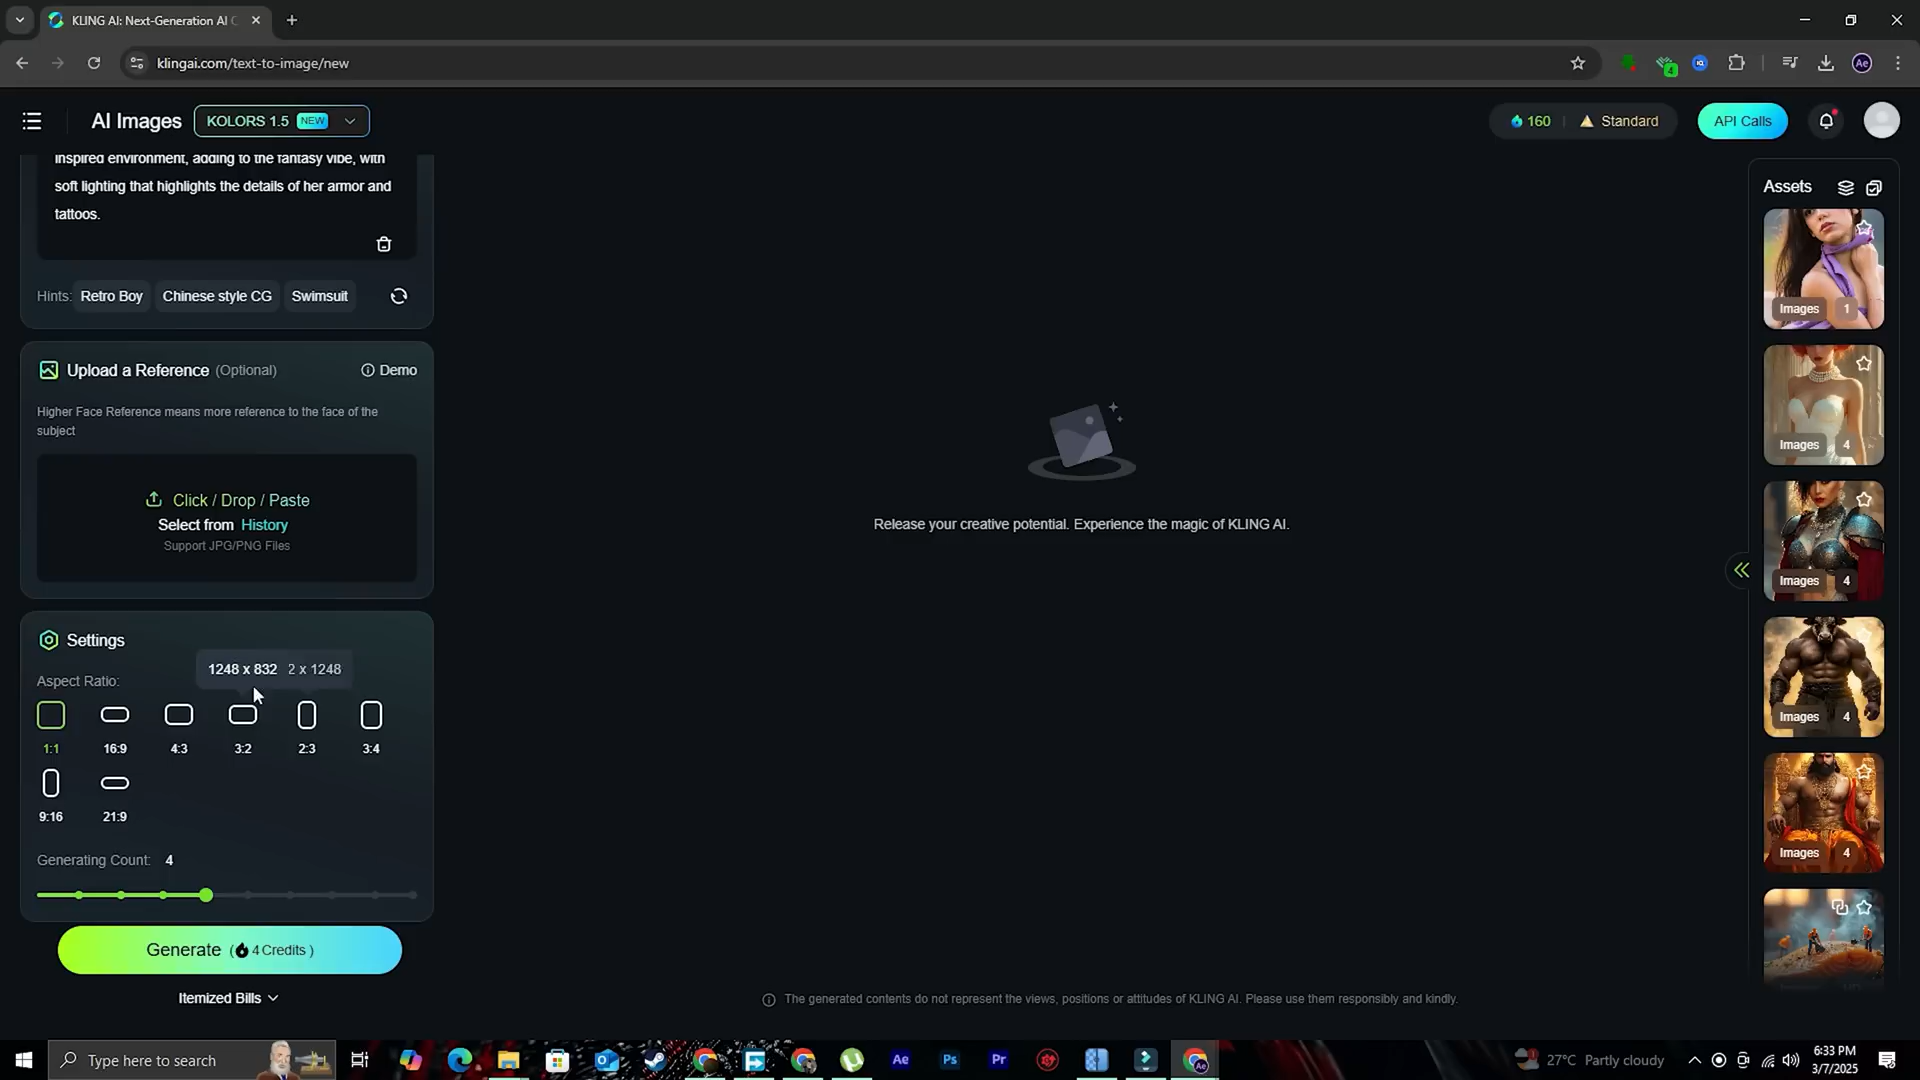 KLING AI: Next-Generation AI C
klingai.com/text-to-image/new
4
Ae
AI Images
KOLORS 1.5 NEW
160
Standard
API Calls
inspired environment, adding to the fantasy vibe, with
soft lighting that highlights the details of her armor and
tattoos.
Hints:
Retro Boy
Chinese style CG
Swimsuit
Upload a Reference (Optional)
Demo
Higher Face Reference means more reference to the face of the
subject
Click / Drop / Paste
Select from History
Support JPG/PNG Files
Settings
1248 x 832 2 x 1248
Aspect Ratio:
1:1
16:9
4:3
3:2
2:3
3:4
9:16
21:9
Generating Count: 4
Generate ( 4 Credits )
Itemized Bills
Release your creative potential. Experience the magic of KLING AI.
The generated contents do not represent the views, positions or attitudes of KLING AI. Please use them responsibly and kindly.
Assets
Images 1
Images 4
Images 4
Images 4
Images 4
Type here to search
Ae
Ps
Pr
27°C Partly cloudy
6:33 PM
3/7/2025